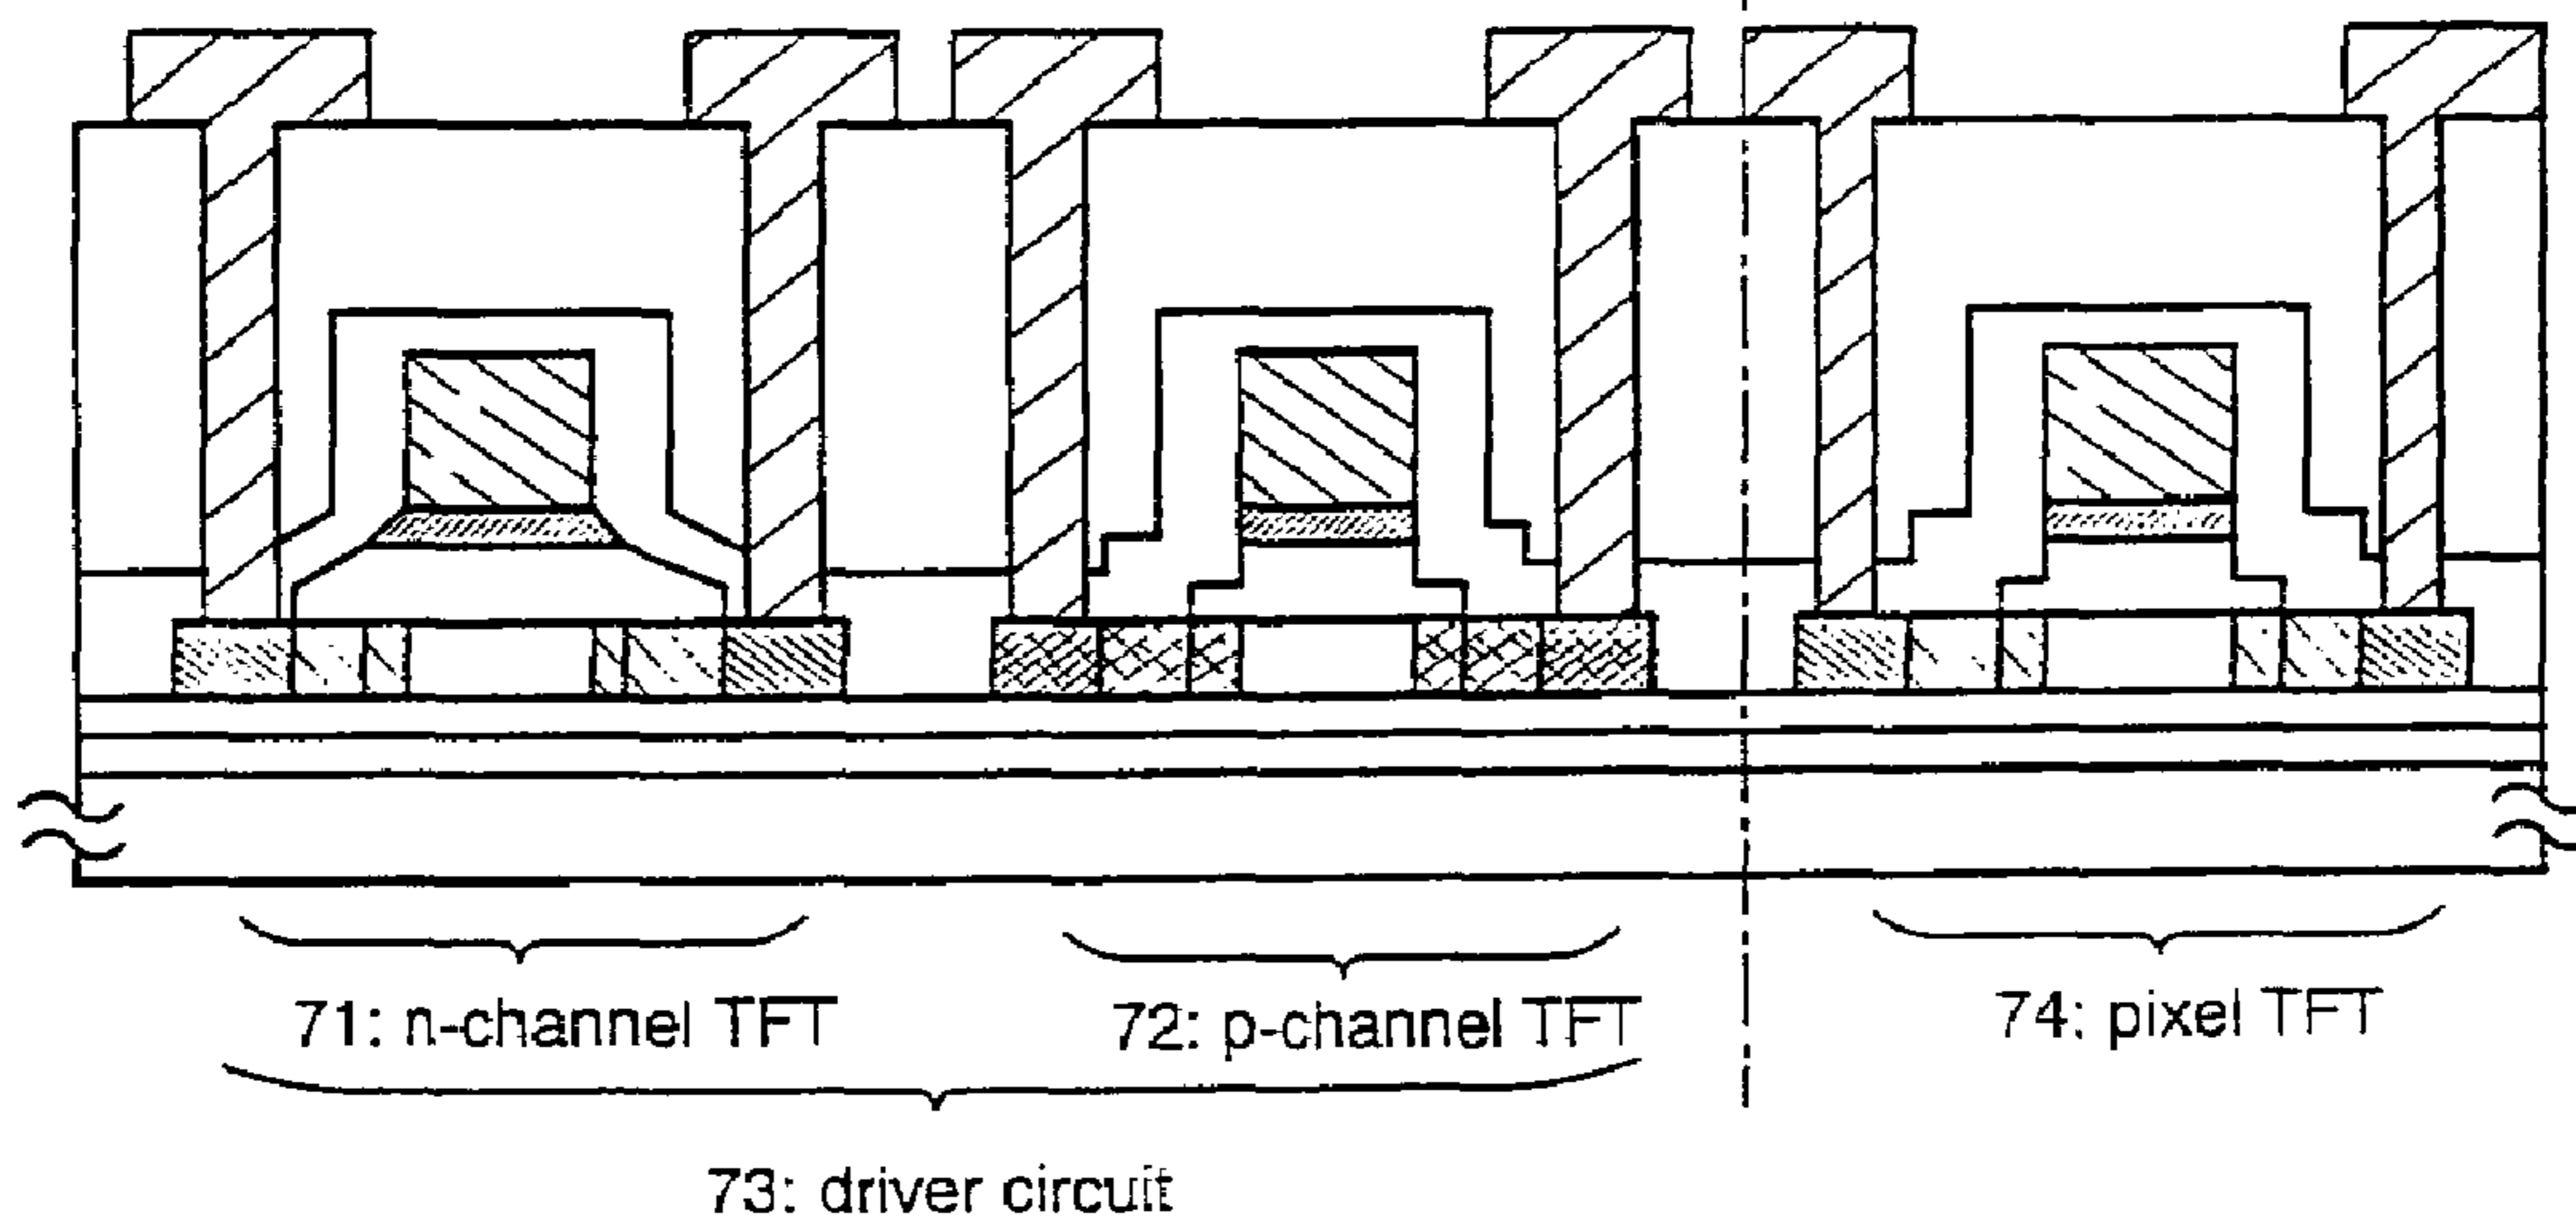 71: n-channel TFT
72: p-channel TFT
74: pixel TFT
73: driver circuit